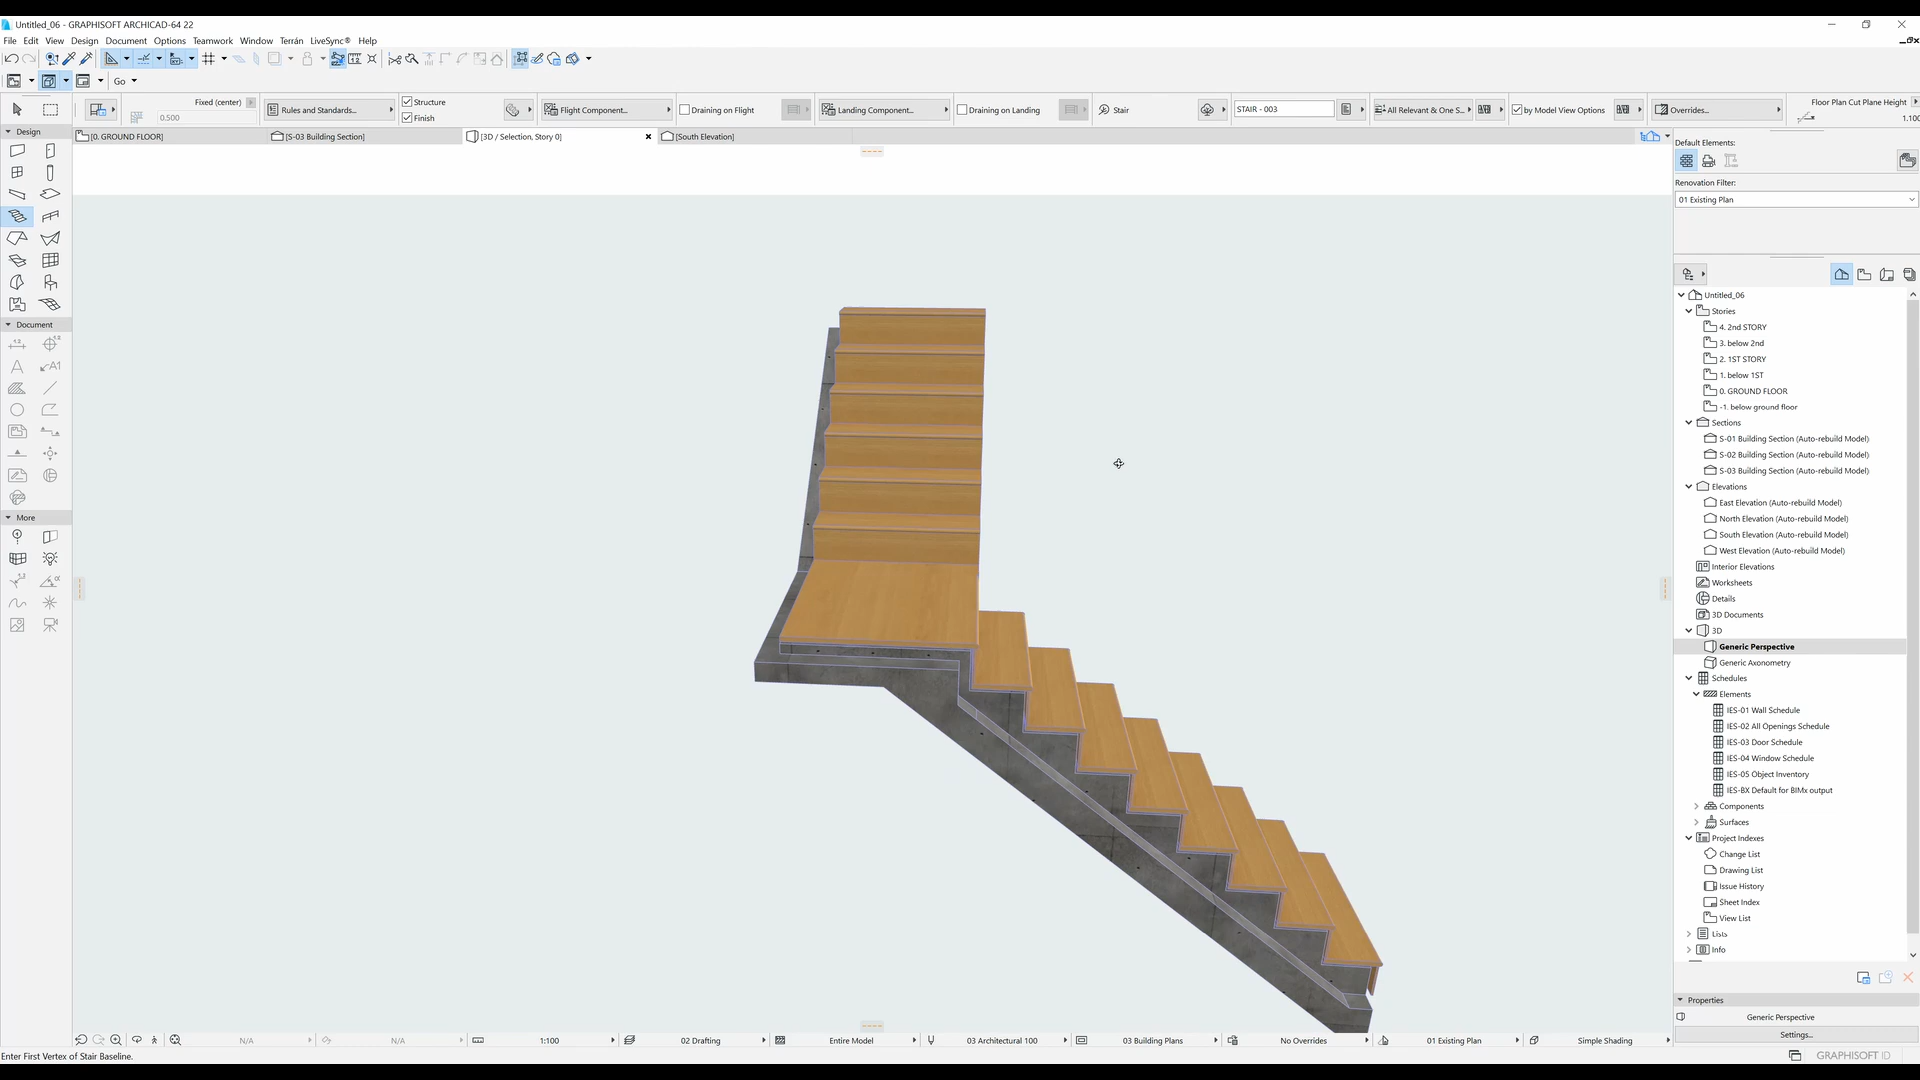 Untitled_06 - GRAPHISOFT ARCHICAD-64 22
File Edit View Design Document Options Teamwork Window Terrán LiveSync® Help
Go
Fixed (center)
0.500
Rules and Standards...
Structure
Finish
Flight Component...
Draining on Flight
Landing Component...
Draining on Landing
Stair
STAIR - 003
All Relevant & One S...
by Model View Options
Overrides...
Floor Plan Cut Plane Height
1.100
[0. GROUND FLOOR]
[S-03 Building Section]
[3D / Selection, Story 0]
[South Elevation]
Design
Document
A
A1
More
Default Elements:
Renovation Filter:
01 Existing Plan
Untitled_06
Stories
4. 2nd STORY
3. below 2nd
2. 1ST STORY
1. below 1ST
0. GROUND FLOOR
-1. below ground floor
Sections
S-01 Building Section (Auto-rebuild Model)
S-02 Building Section (Auto-rebuild Model)
S-03 Building Section (Auto-rebuild Model)
Elevations
East Elevation (Auto-rebuild Model)
North Elevation (Auto-rebuild Model)
South Elevation (Auto-rebuild Model)
West Elevation (Auto-rebuild Model)
Interior Elevations
Worksheets
Details
3D Documents
3D
Generic Perspective
Generic Axonometry
Schedules
Elements
IES-01 Wall Schedule
IES-02 All Openings Schedule
IES-03 Door Schedule
IES-04 Window Schedule
IES-05 Object Inventory
IES-BX Default for BIMx output
Components
Surfaces
Project Indexes
Change List
Drawing List
Issue History
Sheet Index
View List
Lists
Info
Properties
Generic Perspective
Settings...
N/A
N/A
1:100
02 Drafting
Entire Model
03 Architectural 100
03 Building Plans
No Overrides
01 Existing Plan
Simple Shading
Enter First Vertex of Stair Baseline.
GRAPHISOFT ID